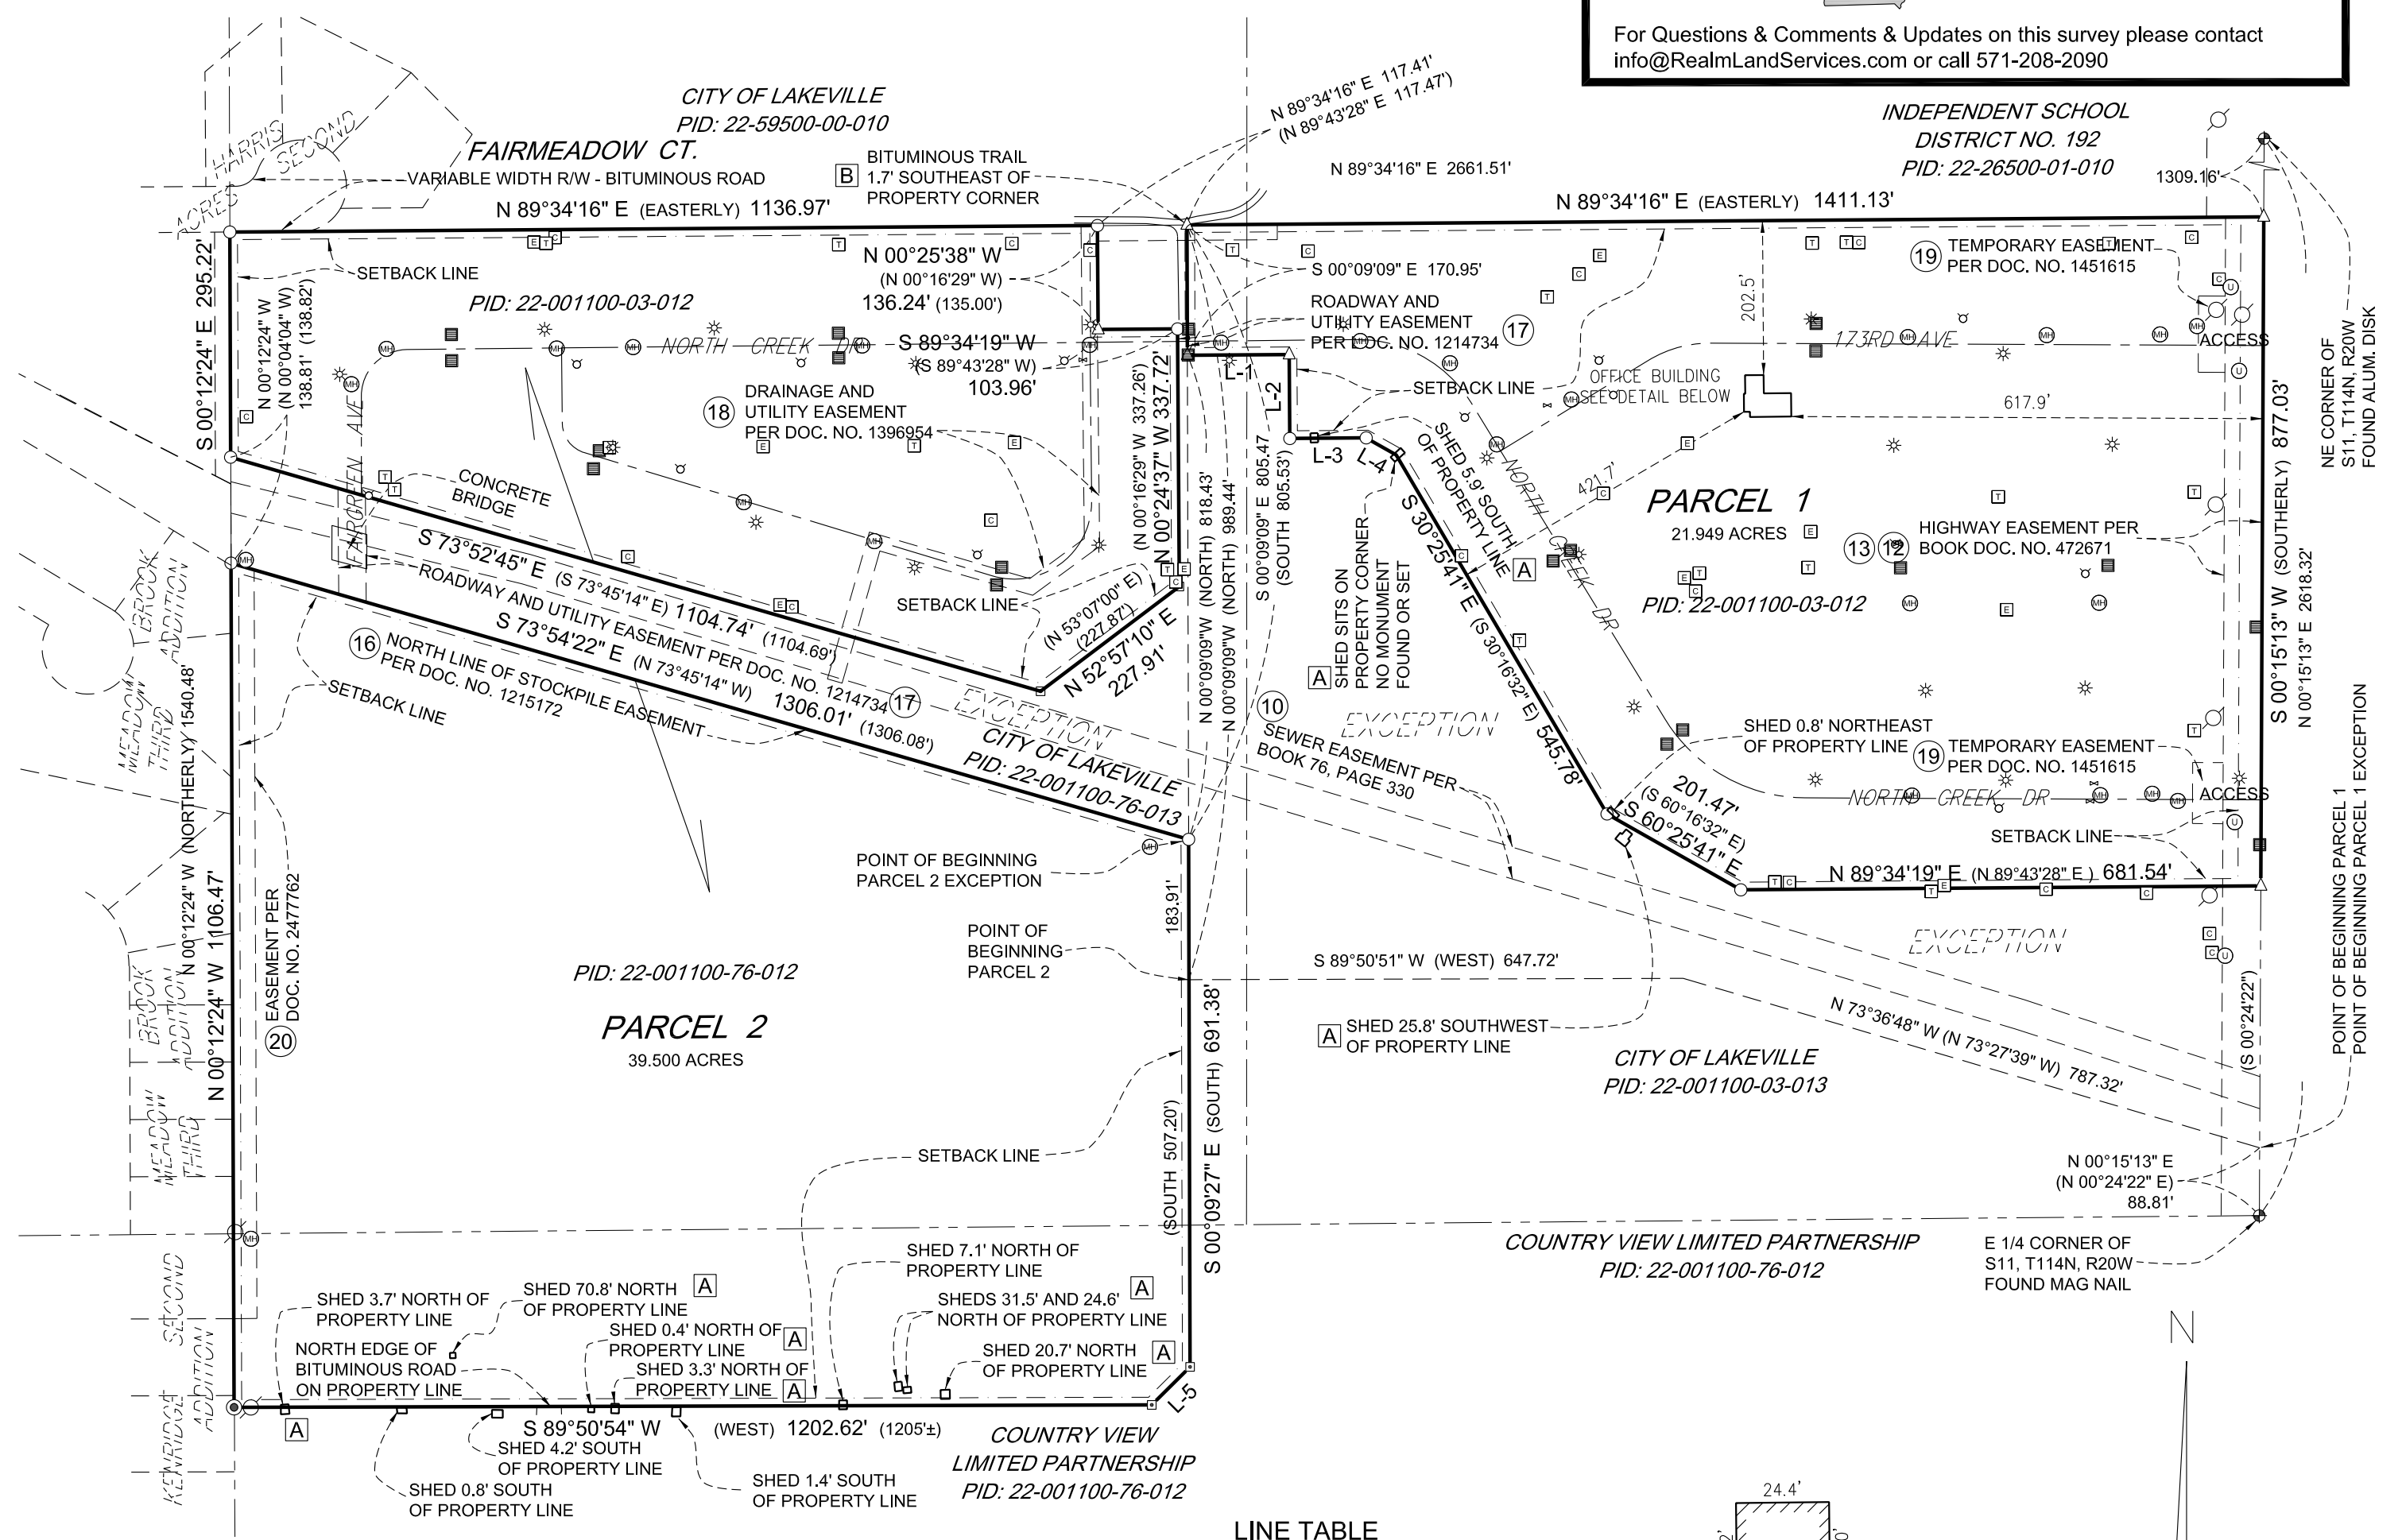 For Questions & Comments & Updates on this survey please contact
info@RealmLandServices.com or call 571-208-2090
CITY OF LAKEVILLE
PID: 22-59500-00-010
FAIRMEADOW CT.
VARIABLE WIDTH R/W - BITUMINOUS ROAD
HARRIS
SECOND
ACRES
N 89°34'16" E (EASTERLY) 1136.97'
B
BITUMINOUS TRAIL
1.7' SOUTHEAST OF
PROPERTY CORNER
N 89°34'16" E 117.41'
(N 89°43'28" E 117.47')
N 89°34'16" E 2661.51'
INDEPENDENT SCHOOL
DISTRICT NO. 192
PID: 22-26500-01-010
1309.16'
N 89°34'16" E (EASTERLY) 1411.13'
S 00°12'24" E 295.22'
SETBACK LINE
N 00°12'24" W
(N 00°04'04" W)
138.81' (138.82')
PID: 22-001100-03-012
N 00°25'38" W
(N 00°16'29" W)
136.24' (135.00')
S 00°09'09" E 170.95'
ROADWAY AND
UTILITY EASEMENT
PER DOC. NO. 1214734
17
NORTH CREEK DR
S 89°34'19" W
(S 89°43'28" W)
103.96'
18
DRAINAGE AND
UTILITY EASEMENT
PER DOC. NO. 1396954
(N 00°16'29" W 337.26')
N 00°24'37" W 337.72'
L-1
L-2
L-3
L-4
SETBACK LINE
202.5'
OFFICE BUILDING
SEE DETAIL BELOW
173RD AVE
19
TEMPORARY EASEMENT
PER DOC. NO. 1451615
ACCESS
617.9'
421.7'
NE CORNER OF
S11, T114N, R20W
FOUND ALUM. DISK
S 00°15'13" W (SOUTHERLY) 877.03'
N 00°15'13" E 2618.32'
FAIRGREEN AVE
CONCRETE
BRIDGE
S 73°52'45" E (S 73°45'14" E) 1104.74' (1104.69')
ROADWAY AND UTILITY EASEMENT PER DOC. NO. 1214734
17
S 73°54'22" E (N 73°45'14" W) 1306.01' (1306.08')
16
NORTH LINE OF STOCKPILE EASEMENT
PER DOC. NO. 1215172
SETBACK LINE
SETBACK LINE
(N 53°07'00" E)
(227.87')
N 52°57'10" E
227.91'
N 00°09'09"W (NORTH) 818.43'
N 00°09'09"W (NORTH) 989.44'
S 00°09'09" E 805.47
(SOUTH 805.53')
EXCEPTION
CITY OF LAKEVILLE
PID: 22-001100-76-013
SHED 5.9' SOUTH
OF PROPERTY LINE
A
S 30°25'41" E (S 30°16'32" E) 545.78'
A
SHED SITS ON
PROPERTY CORNER
NO MONUMENT
FOUND OR SET
NORTH CREEK DR
PARCEL 1
21.949 ACRES
13
12
HIGHWAY EASEMENT PER
BOOK DOC. NO. 472671
PID: 22-001100-03-012
10
SEWER EASEMENT PER
BOOK 76, PAGE 330
EXCEPTION
SHED 0.8' NORTHEAST
OF PROPERTY LINE
19
TEMPORARY EASEMENT
PER DOC. NO. 1451615
201.47'
(S 60°16'32" E)
S 60°25'41" E
NORTH CREEK DR
ACCESS
SETBACK LINE
N 89°34'19" E (N 89°43'28" E ) 681.54'
POINT OF BEGINNING PARCEL 1
POINT OF BEGINNING PARCEL 1 EXCEPTION
MEADOW BROOK
THIRD ADDITION
N 00°12'24" W (NORTHERLY) 1540.48'
N 00°12'24" W 1106.47'
20
EASEMENT PER
DOC. NO. 2477762
POINT OF BEGINNING
PARCEL 2 EXCEPTION
183.91'
POINT OF
BEGINNING
PARCEL 2
EXCEPTION
S 89°50'51" W (WEST) 647.72'
N 73°36'48" W (N 73°27'39" W) 787.32'
(S 00°24'22")
PID: 22-001100-76-012
PARCEL 2
39.500 ACRES
A
SHED 25.8' SOUTHWEST
OF PROPERTY LINE
CITY OF LAKEVILLE
PID: 22-001100-03-013
MEADOW BROOK
THIRD ADDITION
SETBACK LINE
(SOUTH 507.20')
S 00°09'27" E (SOUTH) 691.38'
N 00°15'13" E
(N 00°24'22" E)
88.81'
COUNTRY VIEW LIMITED PARTNERSHIP
PID: 22-001100-76-012
E 1/4 CORNER OF
S11, T114N, R20W
FOUND MAG NAIL
KENRIDGE SECOND
ADDITION
SHED 3.7' NORTH OF
PROPERTY LINE
SHED 70.8' NORTH
OF PROPERTY LINE
A
SHED 7.1' NORTH OF
PROPERTY LINE
SHEDS 31.5' AND 24.6'
NORTH OF PROPERTY LINE
A
NORTH EDGE OF
BITUMINOUS ROAD
ON PROPERTY LINE
SHED 0.4' NORTH OF
PROPERTY LINE
A
SHED 3.3' NORTH OF
PROPERTY LINE
A
SHED 20.7' NORTH
OF PROPERTY LINE
A
L-5
A
S 89°50'54" W (WEST) 1202.62' (1205'±)
SHED 4.2' SOUTH
OF PROPERTY LINE
SHED 0.8' SOUTH
OF PROPERTY LINE
SHED 1.4' SOUTH
OF PROPERTY LINE
COUNTRY VIEW
LIMITED PARTNERSHIP
PID: 22-001100-76-012
N
24.4'
LINE TABLE